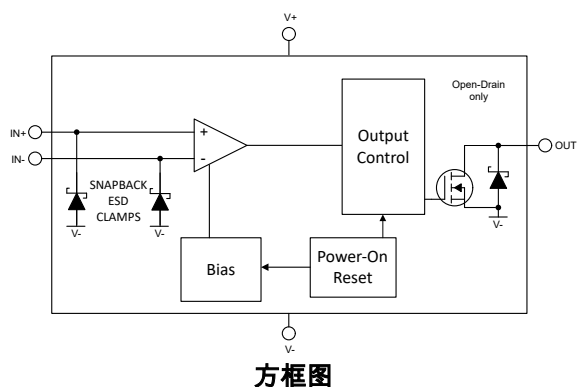 V+
Open-Drain
only
IN+
+
Output
Control
OUT
IN-
-
SNAPBACK
ESD
CLAMPS
V-
V-
V-
Bias
Power-On
Reset
V-
方框图